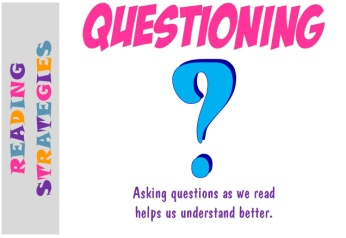 READING
STRATEGIES
QUESTIONING
?
Asking questions as we read
helps us understand better.